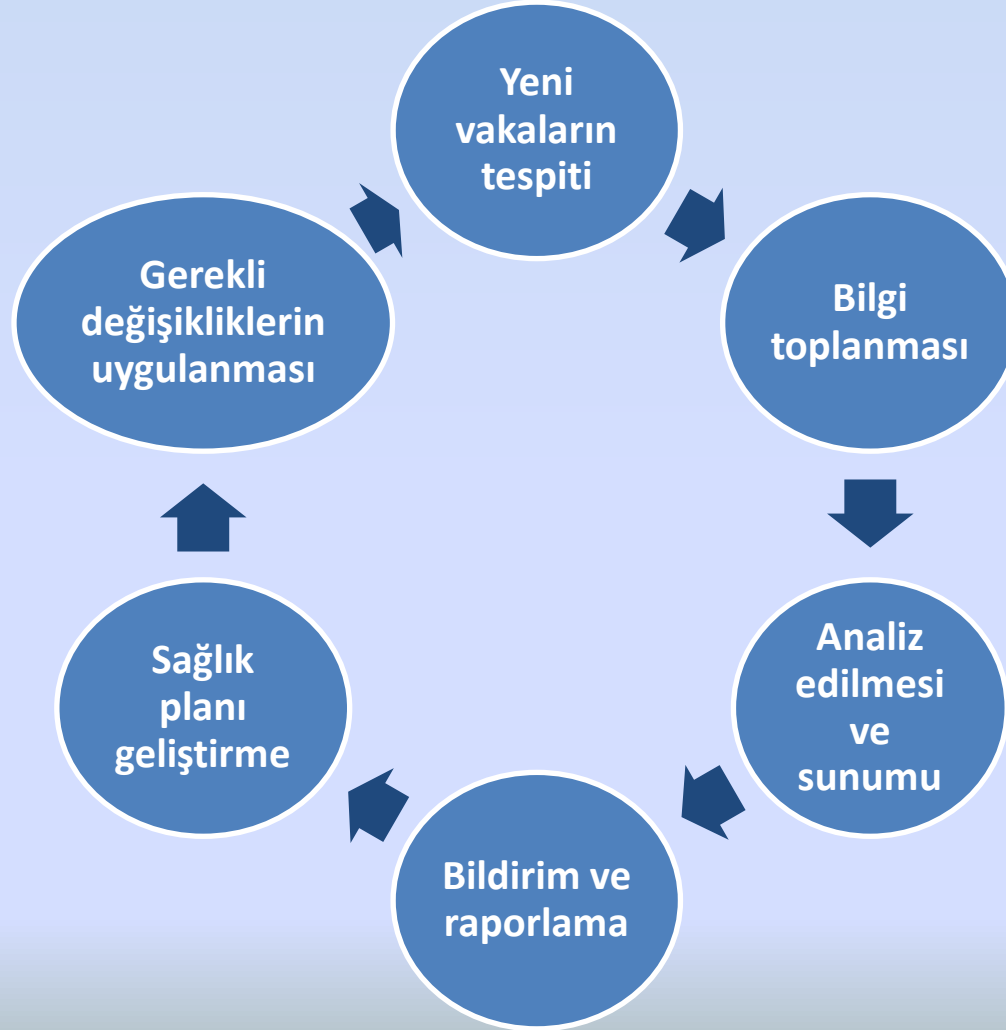 Yeni
vakaların
tespiti
Bilgi
toplanması
Analiz
edilmesi
ve
sunumu
Bildirim ve
raporlama
Sağlık
planı
geliştirme
Gerekli
değişikliklerin
uygulanması